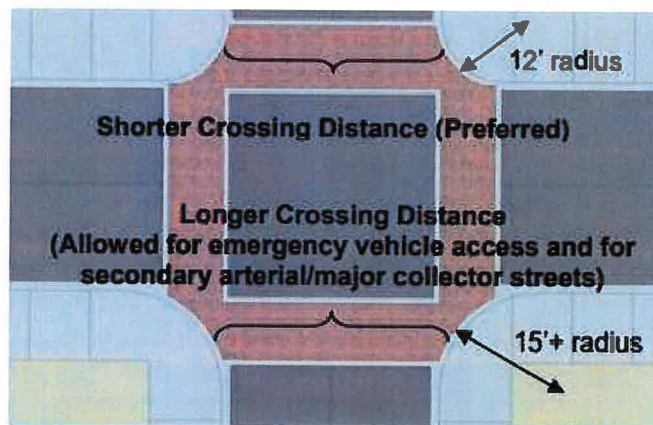 12' radius
Shorter Crossing Distance (Preferred)
Longer Crossing Distance
(Allowed for emergency vehicle access and for
secondary arterial/major collector streets)
15'+ radius